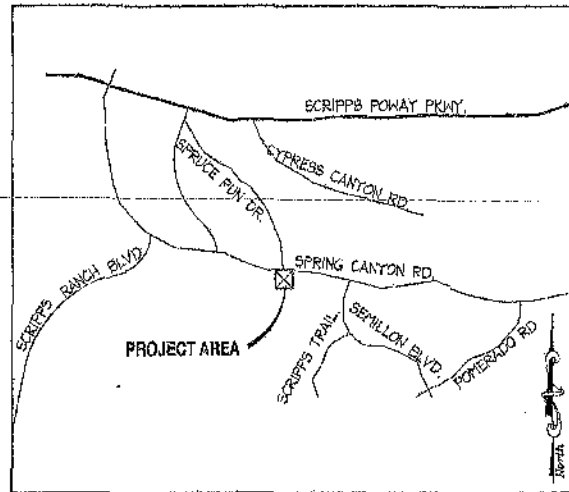 SCRIPPS POWAY PKWY.
CYPRESS CANYON RD.
SPRUCE RUN DR.
SPRING CANYON RD.
SCRIPPS RANCH BLVD.
PROJECT AREA
SCRIPPS TRAIL
SEMILLON BLVD.
POMERADO RD
North